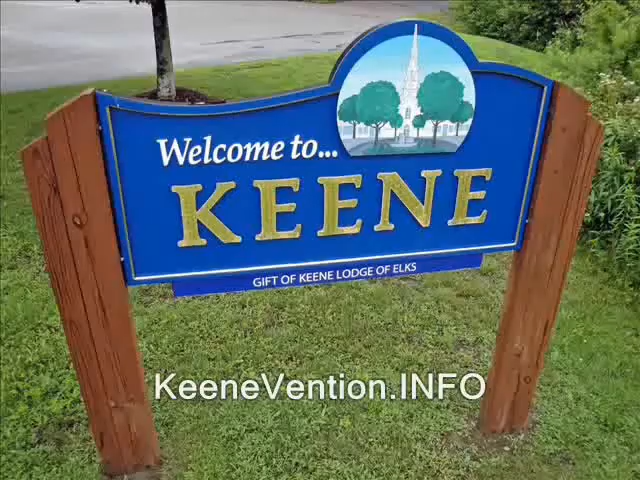 Welcome to...
KEENE
GIFT OF KEENE LODGE OF ELKS
KeeneVention.INFO